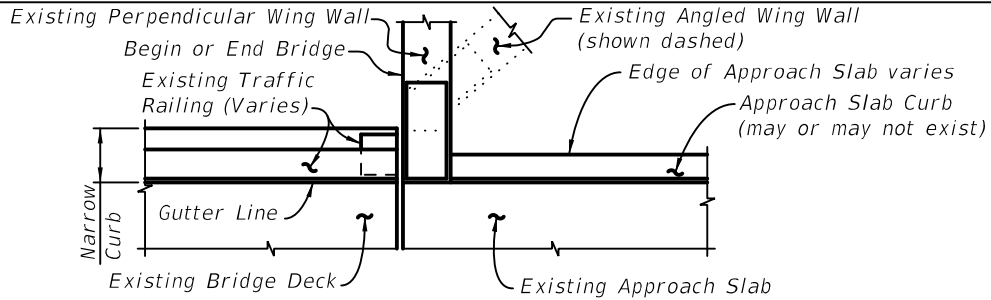 Existing Perpendicular Wing Wall
Existing Angled Wing Wall
(shown dashed)
Begin or End Bridge
Existing Traffic
Railing (Varies)
Edge of Approach Slab varies
Approach Slab Curb
(may or may not exist)
Narrow
Curb
Gutter Line
Existing Bridge Deck
Existing Approach Slab